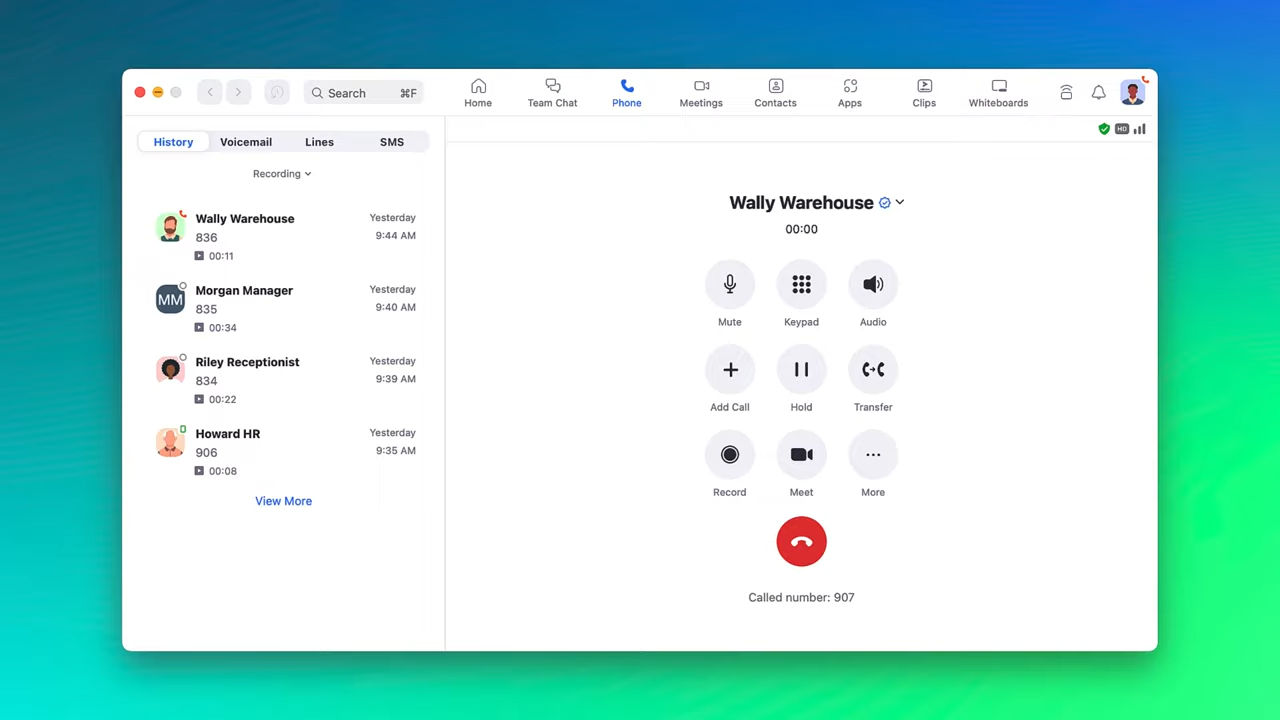 Search ⌘F
Home
Team Chat
Phone
Meetings
Contacts
Apps
Clips
Whiteboards
HD
History
Voicemail
Lines
SMS
Recording
Wally Warehouse
Yesterday
836
9:44 AM
00:11
MM
Morgan Manager
Yesterday
835
9:40 AM
00:34
Riley Receptionist
Yesterday
834
9:39 AM
00:22
Howard HR
Yesterday
906
9:35 AM
00:08
View More
Wally Warehouse
00:00
Mute
Keypad
Audio
Add Call
Hold
Transfer
Record
Meet
More
Called number: 907